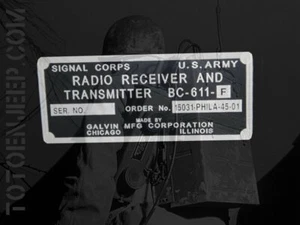 TOTOENJEEP.COM
SIGNAL CORPS U.S. ARMY
RADIO RECEIVER AND
TRANSMITTER BC-611-F
SER. NO. ORDER No. 15031-PHILA-45-01
MADE BY
GALVIN MFG CORPORATION
CHICAGO ILLINOIS